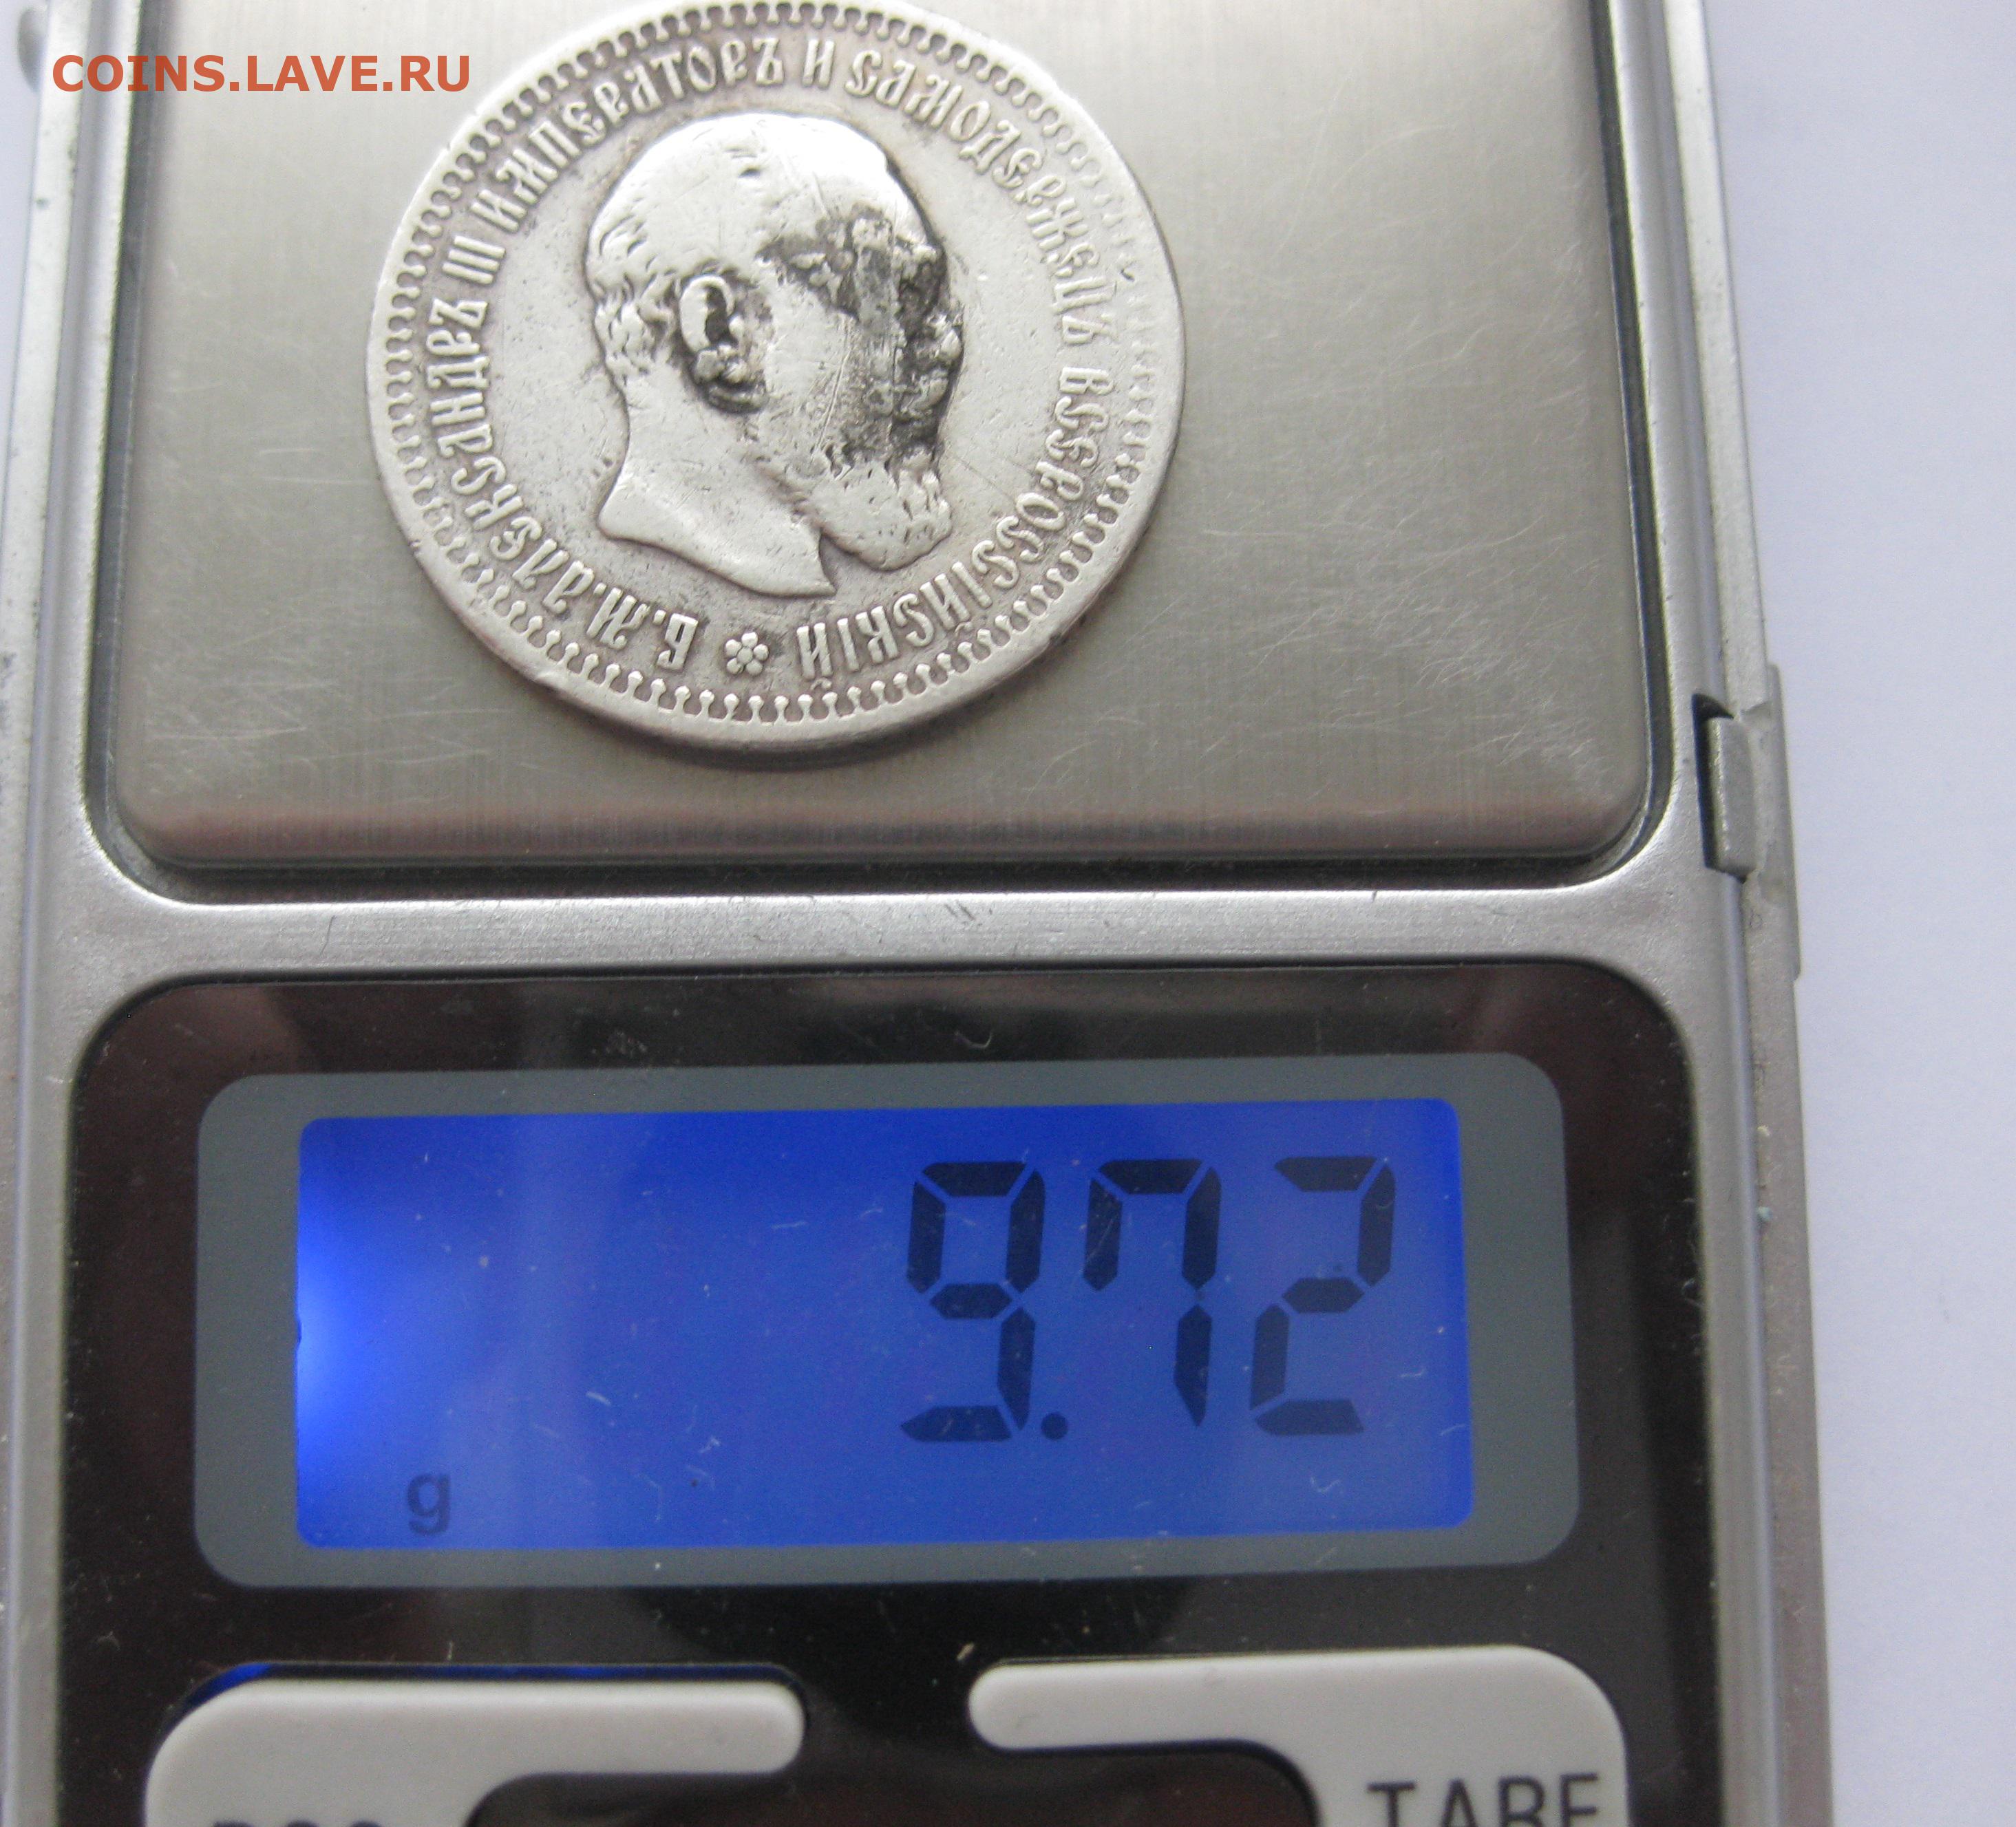 COINS.LAVE.RU
Б.М.АЛЕКСАНДРЪ III ИМПЕРАТОРЪ И САМОДЕРЖЕЦЪ ВСЕРОССІЙСКІЙ
9.72
g
TARE